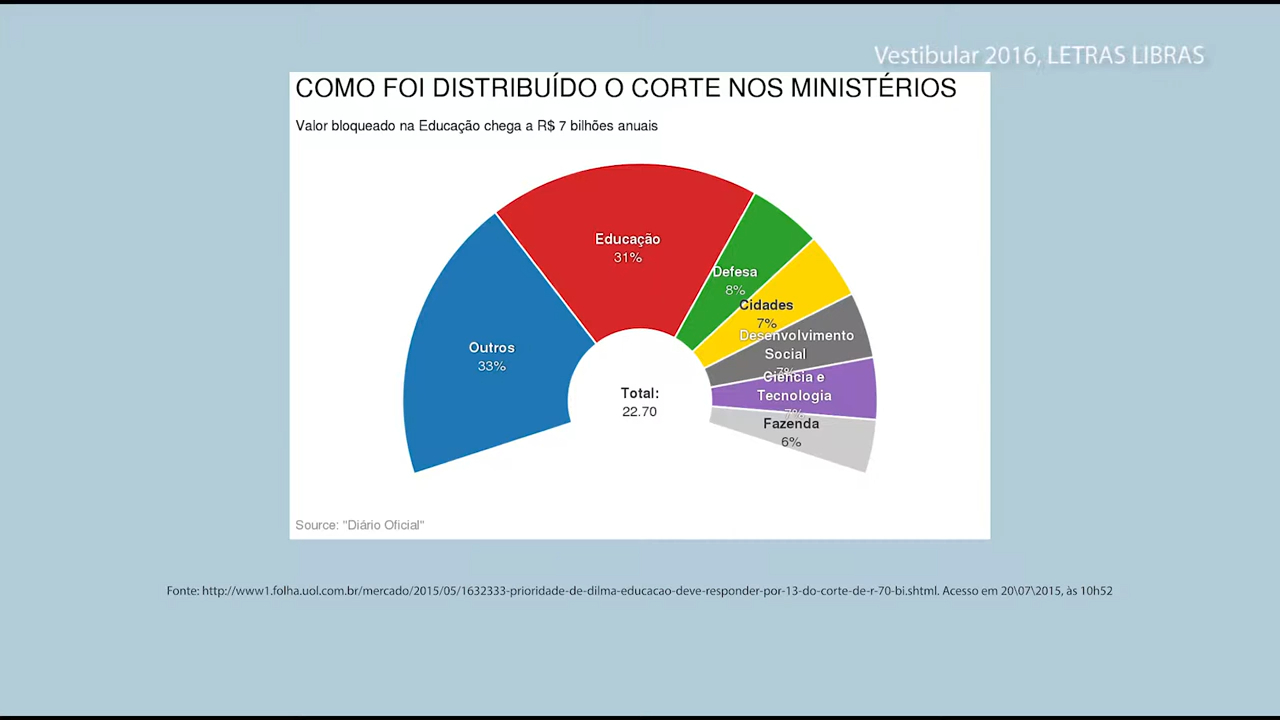 Vestibular 2016, LETRAS LIBRAS
COMO FOI DISTRIBUÍDO O CORTE NOS MINISTÉRIOS
Valor bloqueado na Educação chega a R$ 7 bilhões anuais
Educação
31%
Defesa
8%
Cidades
7%
Desenvolvimento
Social
7%
Ciência e
Tecnologia
7%
Fazenda
6%
Outros
33%
Total:
22.70
Source: "Diário Oficial"
Fonte: http://www1.folha.uol.com.br/mercado/2015/05/1632333-prioridade-de-dilma-educacao-deve-responder-por-13-do-corte-de-r-70-bi.shtml. Acesso em 20\07\2015, às 10h52